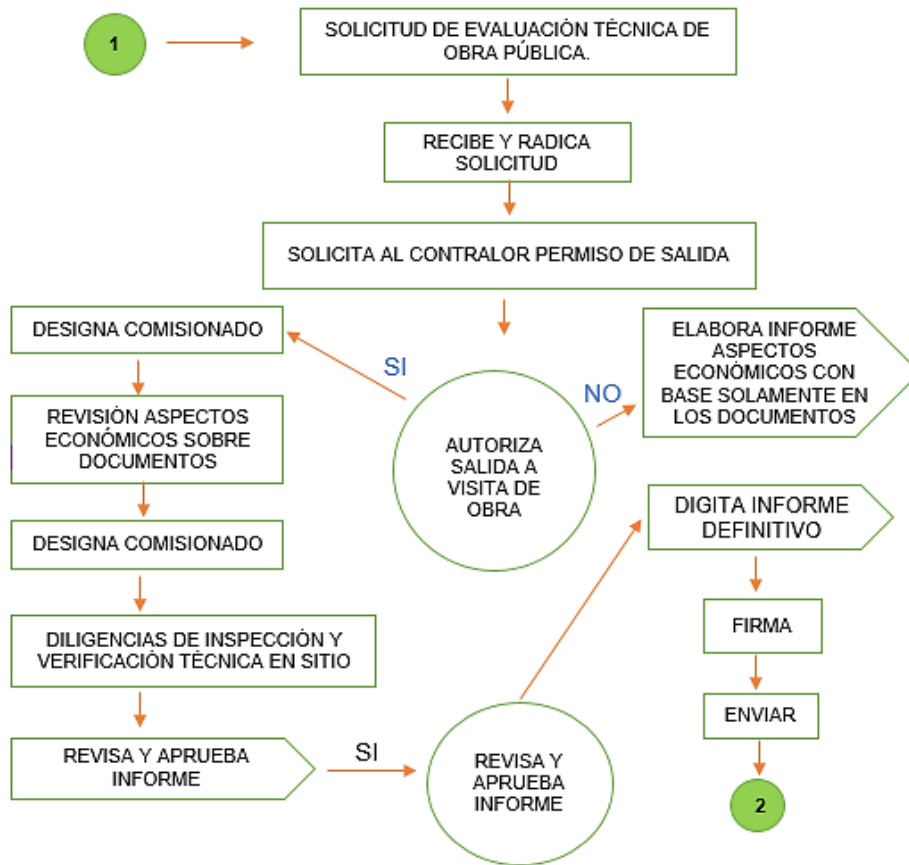 1
SOLICITUD DE EVALUACIÓN TÉCNICA DE
OBRA PÚBLICA.
RECIBE Y RADICA
SOLICITUD
SOLICITA AL CONTRALOR PERMISO DE SALIDA
DESIGNA COMISIONADO
SI
AUTORIZA
SALIDA A
VISITA DE
OBRA
NO
ELABORA INFORME
ASPECTOS
ECONÓMICOS CON
BASE SOLAMENTE EN
LOS DOCUMENTOS
REVISIÓN ASPECTOS
ECONÓMICOS SOBRE
DOCUMENTOS
DESIGNA COMISIONADO
DILIGENCIAS DE INSPECCIÓN Y
VERIFICACIÓN TÉCNICA EN SITIO
REVISA Y APRUEBA
INFORME
SI
REVISA Y
APRUEBA
INFORME
DIGITA INFORME
DEFINITIVO
FIRMA
ENVIAR
2